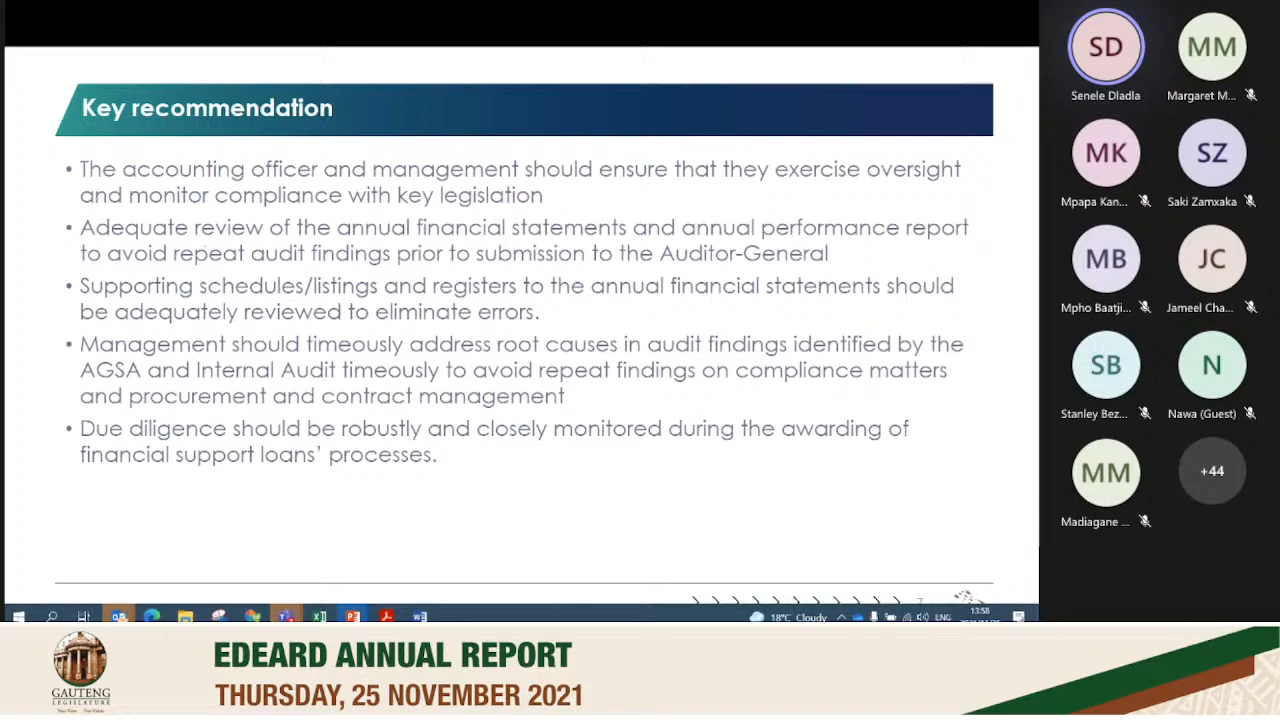 Key recommendation
• The accounting officer and management should ensure that they exercise oversight
and monitor compliance with key legislation
• Adequate review of the annual financial statements and annual performance report
to avoid repeat audit findings prior to submission to the Auditor-General
• Supporting schedules/listings and registers to the annual financial statements should
be adequately reviewed to eliminate errors.
• Management should timeously address root causes in audit findings identified by the
AGSA and Internal Audit timeously to avoid repeat findings on compliance matters
and procurement and contract management
• Due diligence should be robustly and closely monitored during the awarding of
financial support loans’ processes.
7
18°C Cloudy
ENG
13:58
SD
Senele Dladla
MM
Margaret M...
MK
Mpapa Kan...
SZ
Saki Zamxaka
MB
Mpho Baatji...
JC
Jameel Cha...
SB
Stanley Bez...
N
Nawa (Guest)
MM
Madiagane ...
+44
GAUTENG
LEGISLATURE
EDEARD ANNUAL REPORT
THURSDAY, 25 NOVEMBER 2021